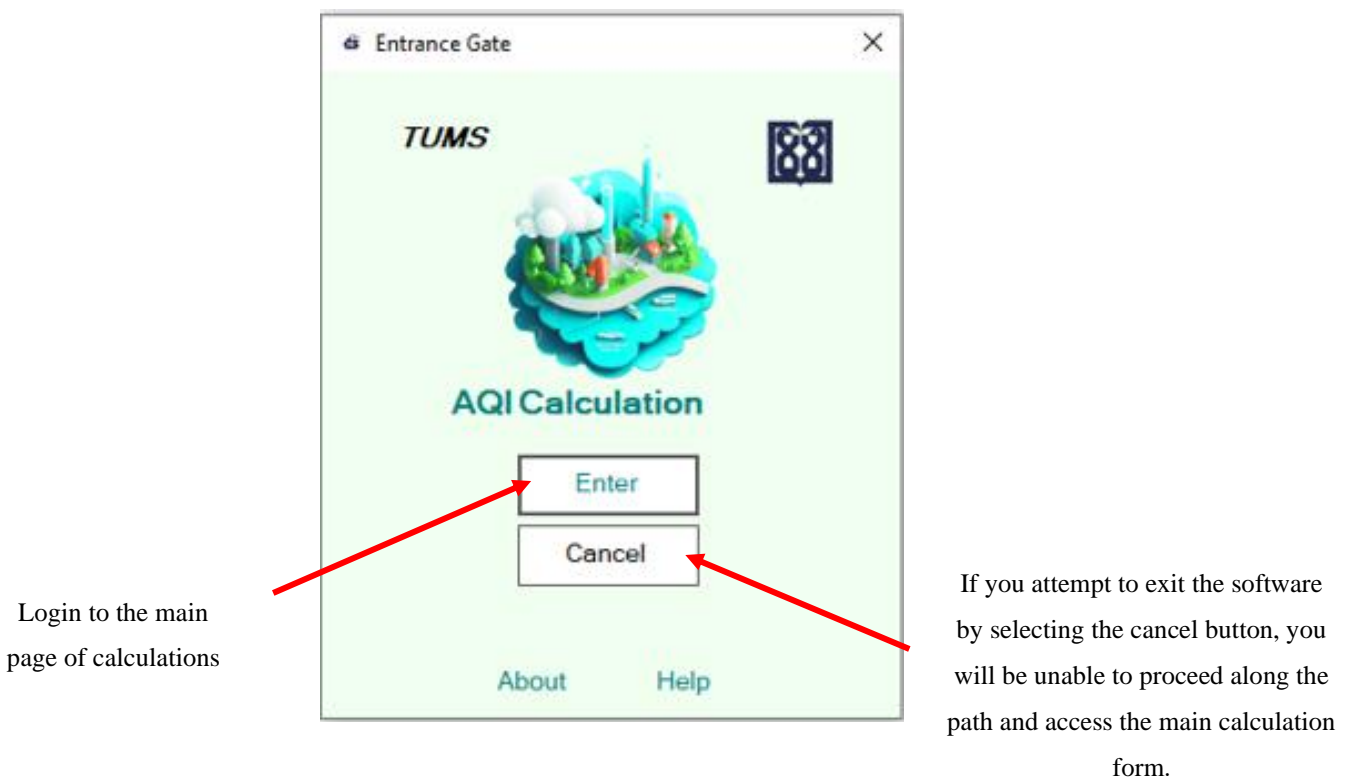 Entrance Gate
TUMS
AQI Calculation
Enter
Cancel
About Help
Login to the main
page of calculations
If you attempt to exit the software
by selecting the cancel button, you
will be unable to proceed along the
path and access the main calculation
form.